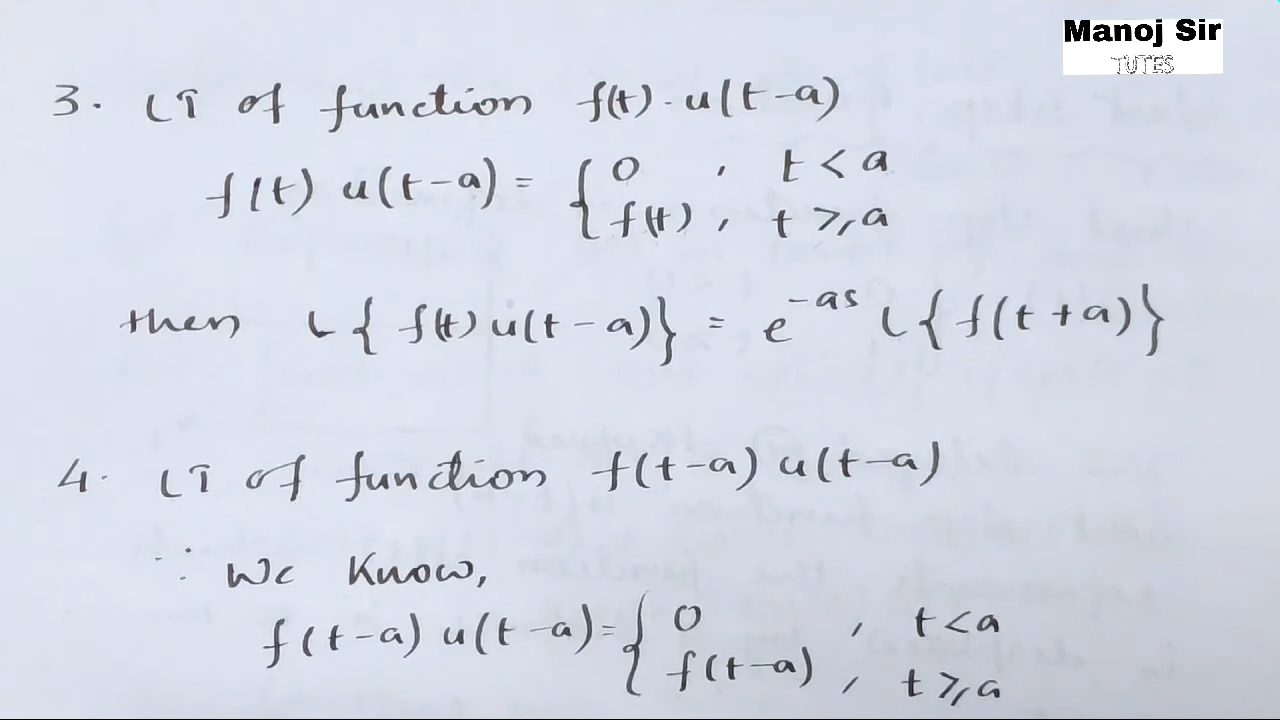 Manoj Sir
TUTES
3. LT of function f(t) . u(t-a)
f(t) u(t-a) = { 0 , t < a
f(t) , t ≥ a
then L{ f(t) u(t-a)} = e^{-as} L{ f(t+a)}
4. LT of function f(t-a) u(t-a)
∵ We Know,
f(t-a) u(t-a) = { 0 , t < a
f(t-a) , t ≥ a